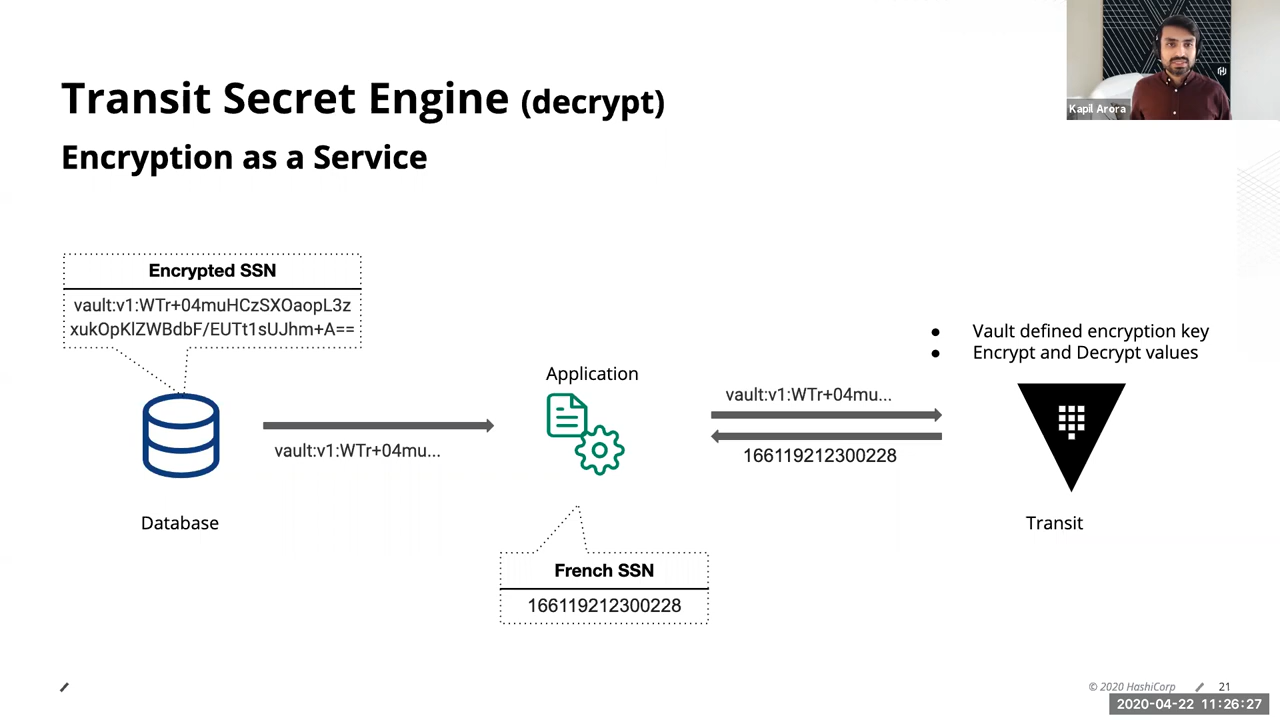 Kapil Arora
Transit Secret Engine (decrypt)
Encryption as a Service
Encrypted SSN
vault:v1:WTr+04muHCzSXOaopL3z
xukOpKlZWBdbF/EUTt1sUJhm+A==
Vault defined encryption key
Encrypt and Decrypt values
Application
vault:v1:WTr+04mu...
vault:v1:WTr+04mu...
166119212300228
Database
Transit
French SSN
166119212300228
© 2020 HashiCorp
21
2020-04-22 11:26:27